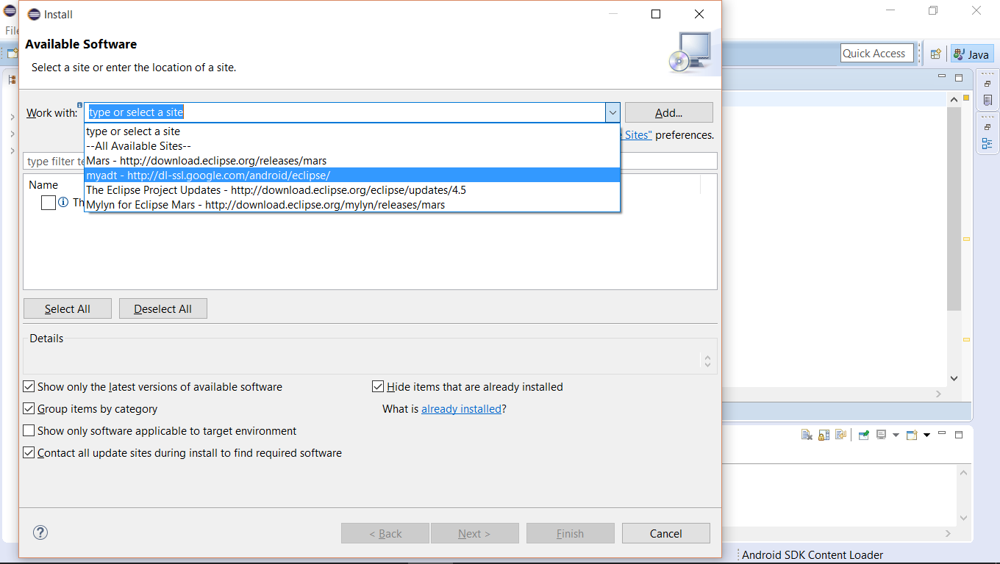 Install
File
Available Software
Select a site or enter the location of a site.
Quick Access
Java
Work with:
type or select a site
Add...
type or select a site
--All Available Sites--
Sites" preferences.
Mars - http://download.eclipse.org/releases/mars
type filter
myadt - http://dl-ssl.google.com/android/eclipse/
Name
The Eclipse Project Updates - http://download.eclipse.org/eclipse/updates/4.5
Th
Mylyn for Eclipse Mars - http://download.eclipse.org/mylyn/releases/mars
Select All
Deselect All
Details
Show only the latest versions of available software
Hide items that are already installed
Group items by category
What is already installed?
Show only software applicable to target environment
Contact all update sites during install to find required software
< Back
Next >
Finish
Cancel
Android SDK Content Loader